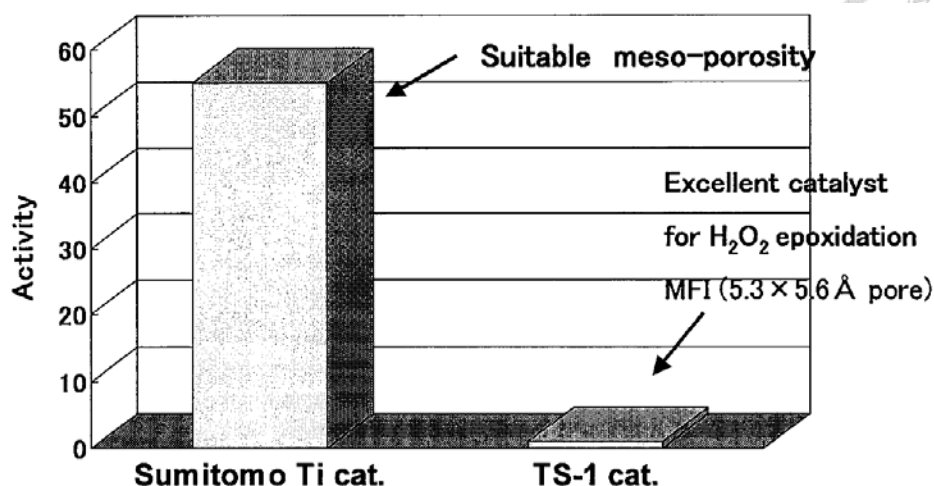 60
50
40
30
20
10
0
Activity
Suitable meso-porosity
Excellent catalyst
for H₂O₂ epoxidation
MFI (5.3 × 5.6 Å pore)
Sumitomo Ti cat.
TS-1 cat.